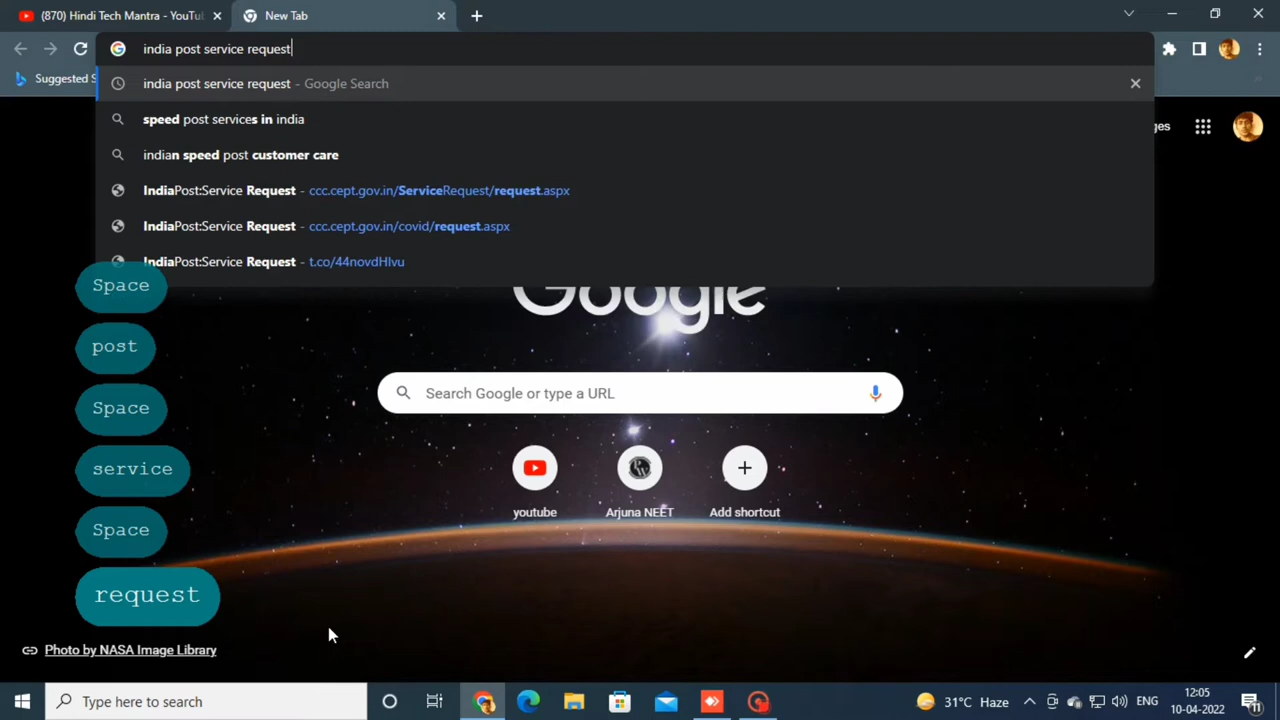 (870) Hindi Tech Mantra - YouTu
New Tab
india post service request
Suggested S
india post service request - Google Search
speed post services in india
indian speed post customer care
IndiaPost:Service Request - ccc.cept.gov.in/ServiceRequest/request.aspx
IndiaPost:Service Request - ccc.cept.gov.in/covid/request.aspx
IndiaPost:Service Request - t.co/44novdHlvu
ges
Google
Space
post
Space
service
Space
request
Search Google or type a URL
youtube
Arjuna NEET
Add shortcut
Photo by NASA Image Library
Type here to search
31°C Haze
ENG
12:05
10-04-2022
11